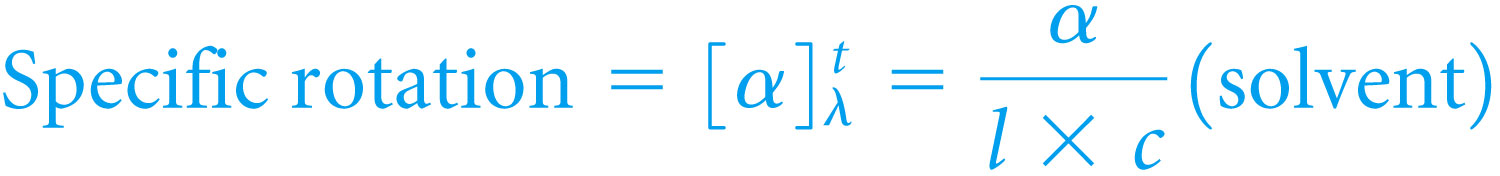 Specific rotation = [α]ᵗ_λ = α / (l × c) (solvent)